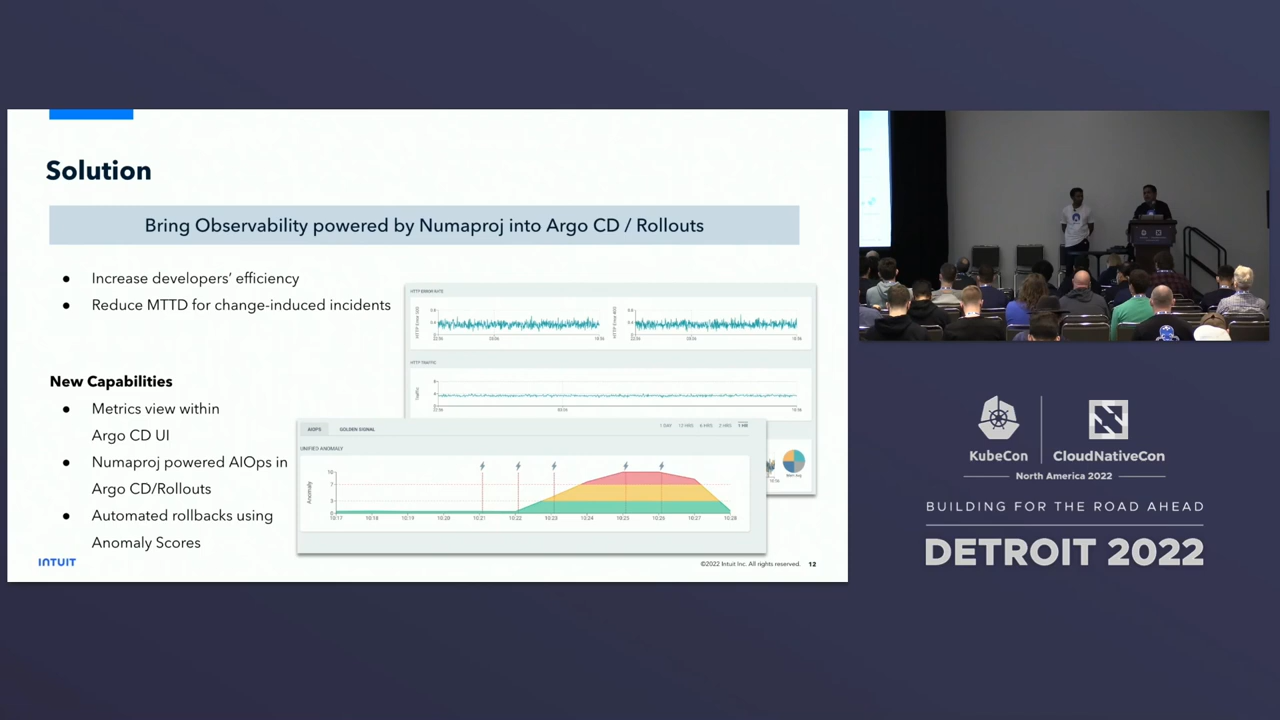 Solution
Bring Observability powered by Numaproj into Argo CD / Rollouts
● Increase developers’ efficiency
● Reduce MTTD for change-induced incidents
New Capabilities
● Metrics view within
Argo CD UI
● Numaproj powered AIOps in
Argo CD/Rollouts
● Automated rollbacks using
Anomaly Scores
HTTP ERROR RATE
HTTP TRAFFIC
Traffic
AIOPS GOLDEN SIGNAL
1 DAY 12 HRS 6 HRS 2 HRS 1 HR
UNIFIED ANOMALY
Anomaly
10
7
3
0
10:17 10:18 10:19 10:20 10:21 10:22 10:23 10:24 10:25 10:26 10:27 10:28
INTUIT
©2022 Intuit Inc. All rights reserved. 12
KubeCon CloudNativeCon
North America 2022
BUILDING FOR THE ROAD AHEAD
DETROIT 2022